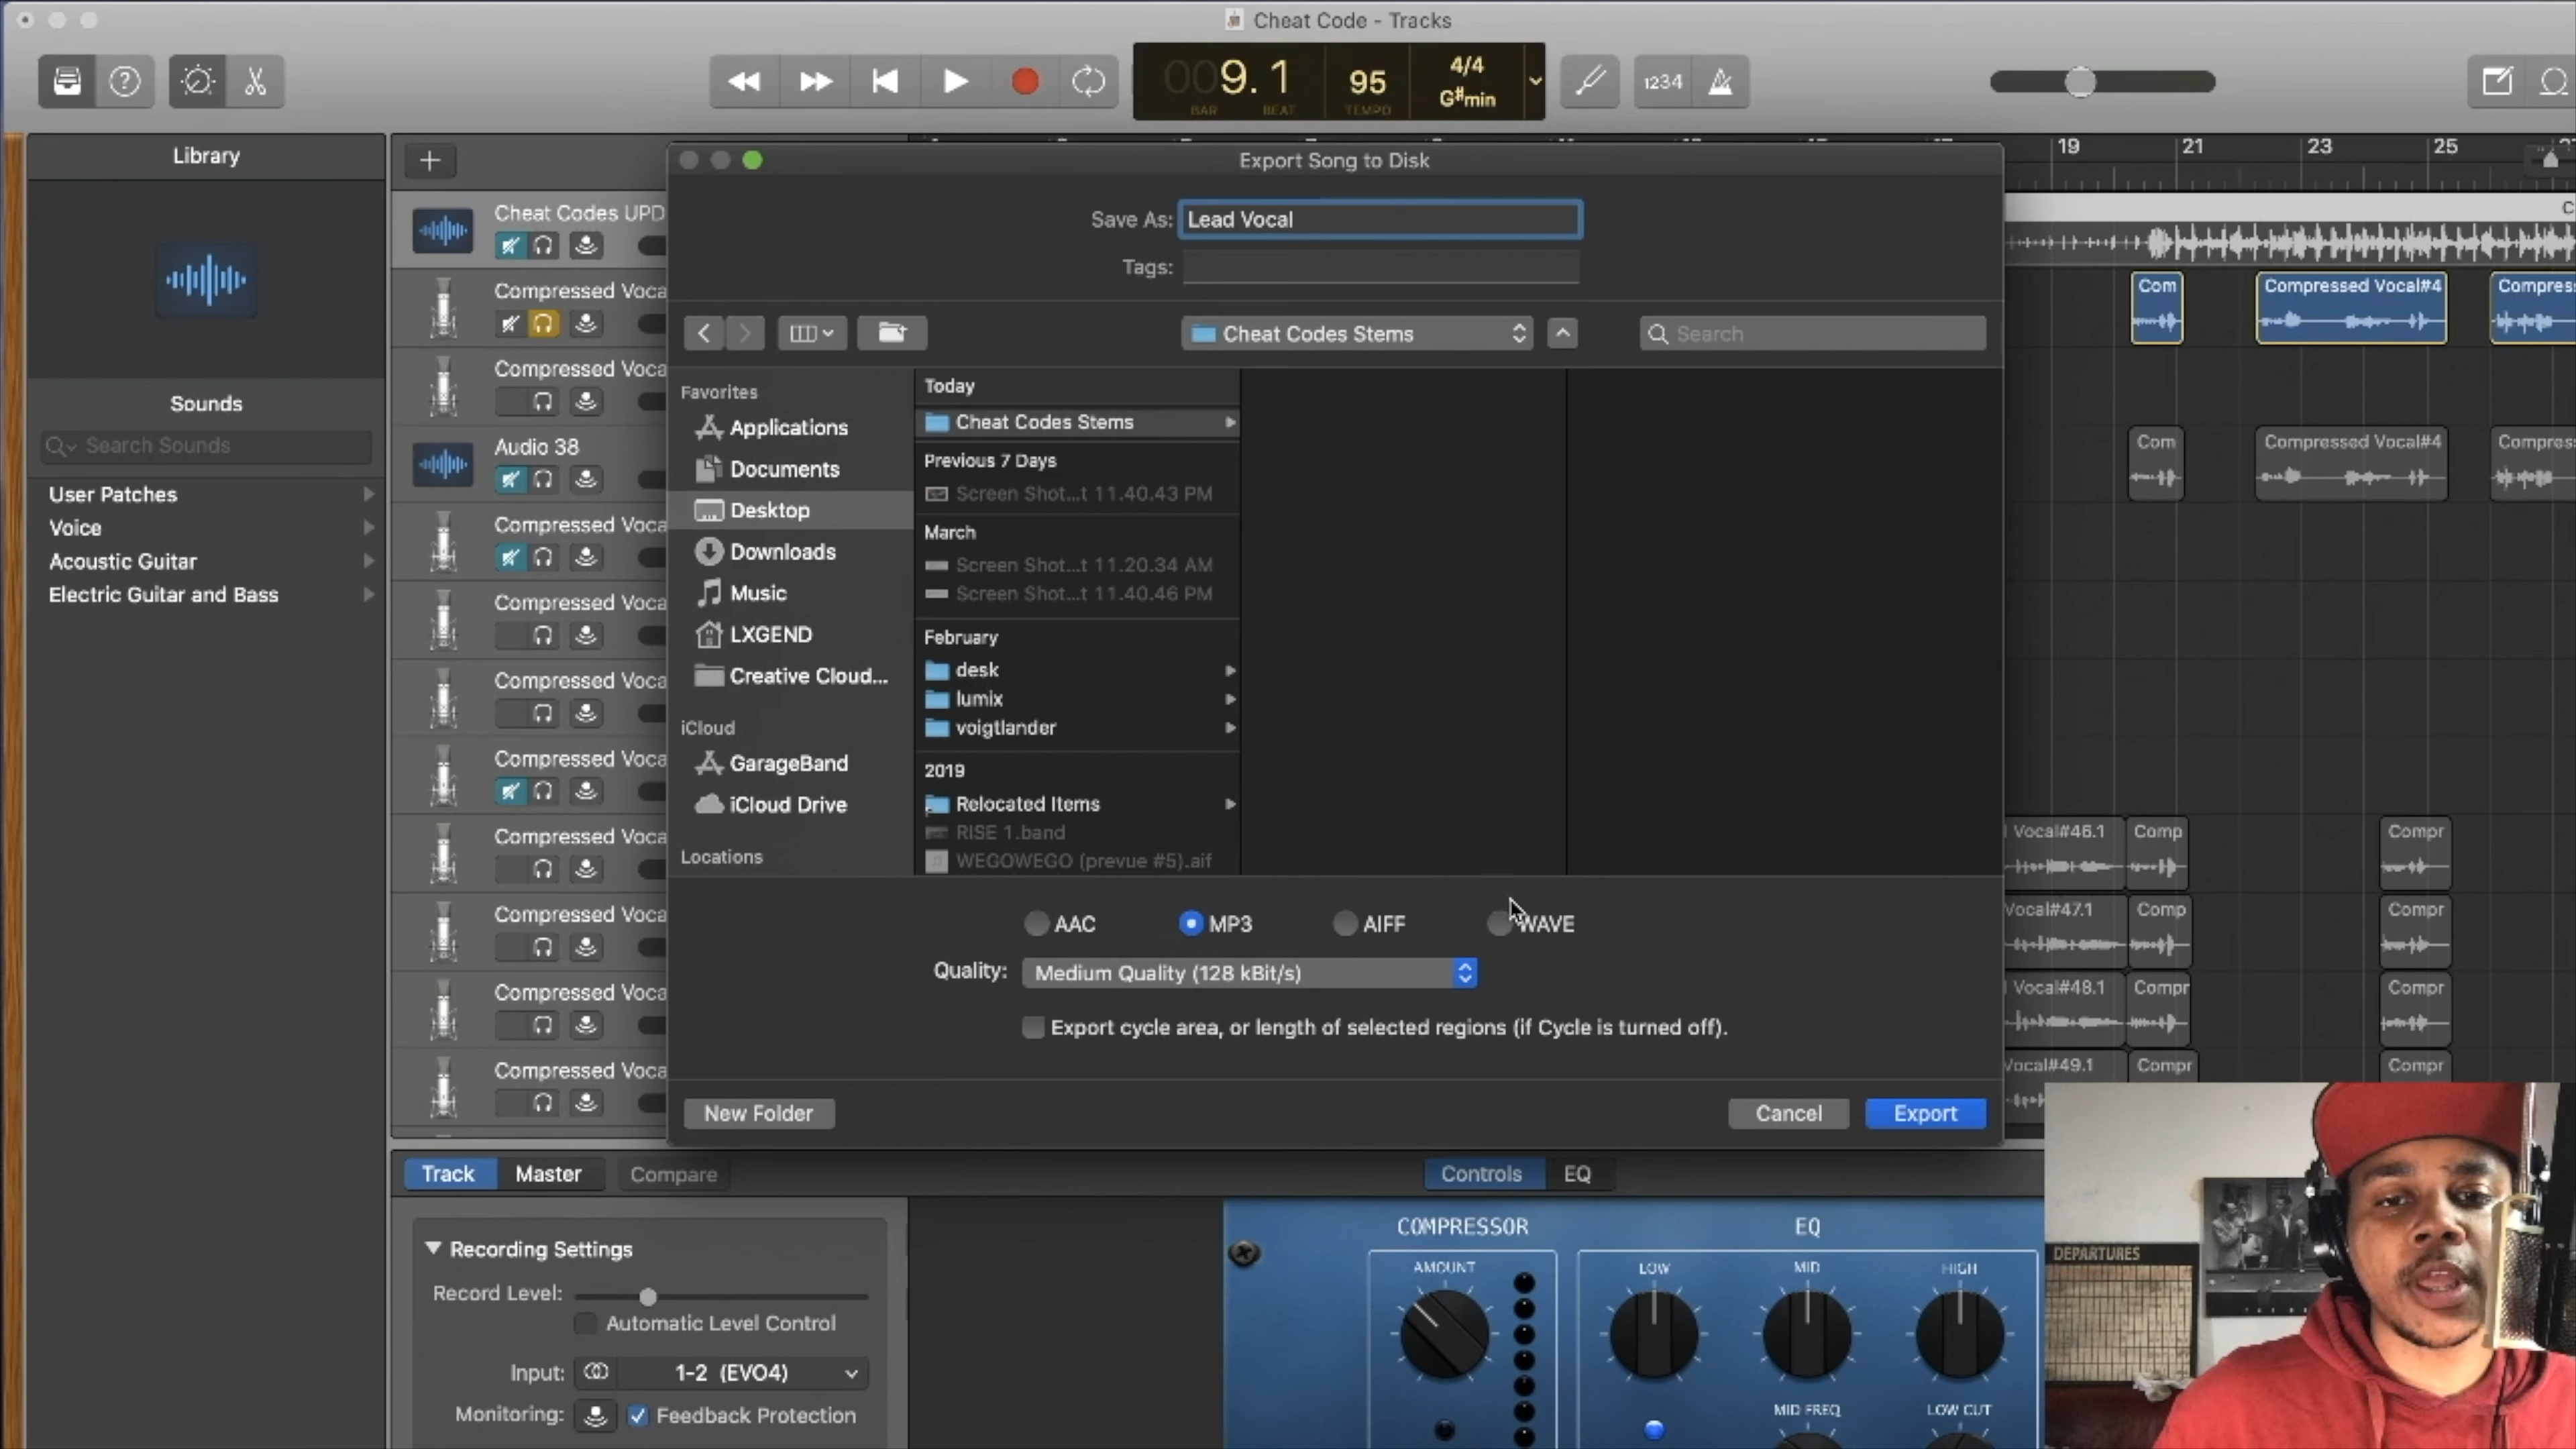 Cheat Code - Tracks
009.1
BAR BEAT
95
TEMPO
4/4
G#min
1234
Library
Sounds
Search Sounds
User Patches
Voice
Acoustic Guitar
Electric Guitar and Bass
Cheat Codes UPD
Compressed Voca
Compressed Voca
Audio 38
Compressed Voca
Compressed Voca
Compressed Voca
Compressed Voca
Compressed Voca
Compressed Voca
Compressed Voca
Compressed Voca
Export Song to Disk
Save As: Lead Vocal
Tags:
Cheat Codes Stems
Search
Favorites
Applications
Documents
Desktop
Downloads
Music
LXGEND
Creative Cloud...
iCloud
GarageBand
iCloud Drive
Locations
Today
Cheat Codes Stems
Previous 7 Days
Screen Shot...t 11.40.43 PM
March
Screen Shot...t 11.20.34 AM
Screen Shot...t 11.40.46 PM
February
desk
lumix
voigtlander
2019
Relocated Items
RISE 1.band
WEGOWEGO (prevue #5).aif
AAC MP3 AIFF WAVE
Quality: Medium Quality (128 kBit/s)
Export cycle area, or length of selected regions (if Cycle is turned off).
New Folder Cancel Export
19 21 23 25
Com Compressed Vocal#4 Compres
Com Compressed Vocal#4 Compres
Vocal#46.1 Comp Compr
Vocal#47.1 Comp Compr
Vocal#48.1 Compr Compr
Vocal#49.1 Compr Compr
Track Master Compare
Controls EQ
Recording Settings
Record Level:
Automatic Level Control
Input: 1-2 (EVO4)
Monitoring: Feedback Protection
COMPRESSOR
AMOUNT
EQ
LOW MID HIGH
MID FREQ LOW CUT
DEPARTURES